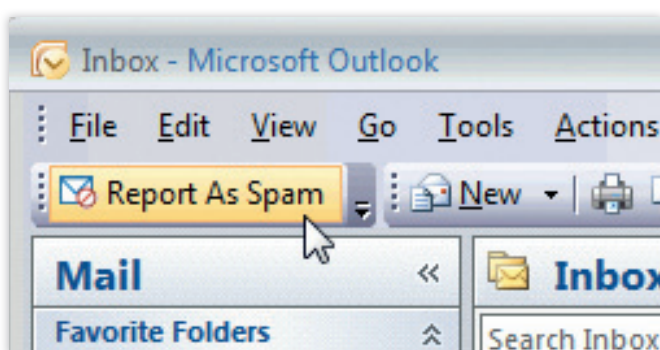 Inbox - Microsoft Outlook
File Edit View Go Tools Actions
Report As Spam New
Mail « Inbox
Favorite Folders Search Inbox